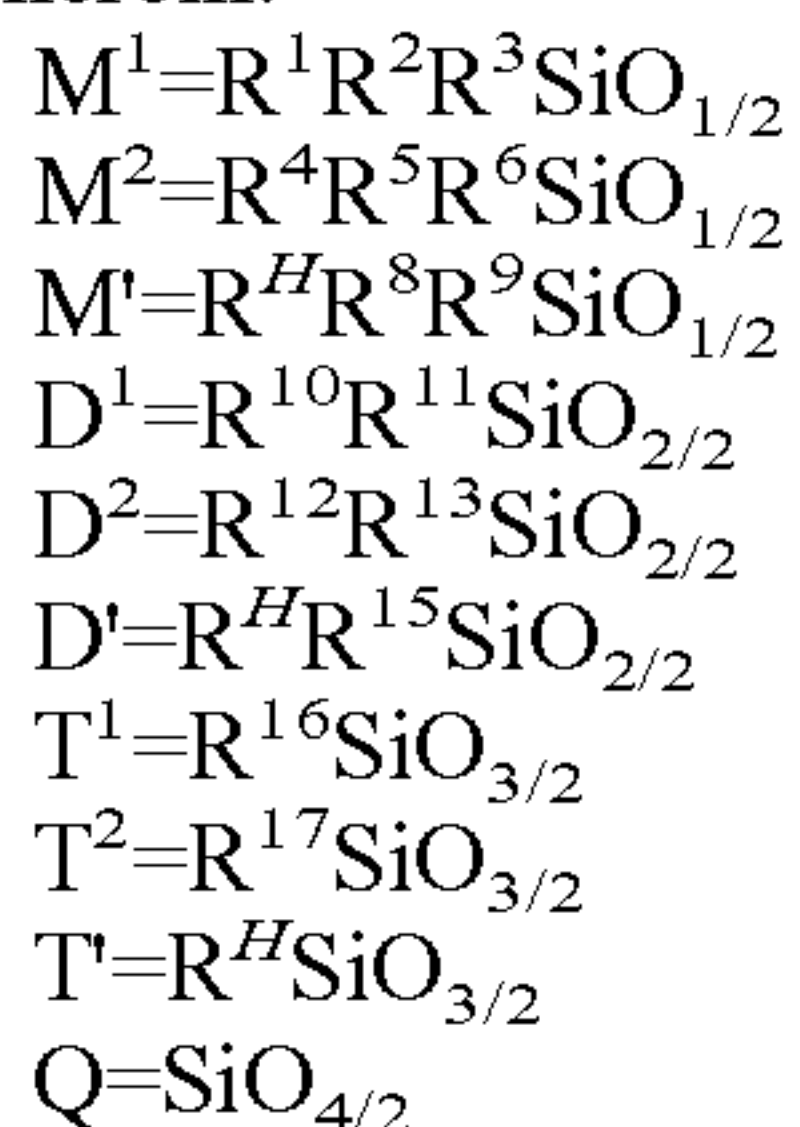 M¹=R¹R²R³SiO₁/₂
M²=R⁴R⁵R⁶SiO₁/₂
M'=RᴴR⁸R⁹SiO₁/₂
D¹=R¹⁰R¹¹SiO₂/₂
D²=R¹²R¹³SiO₂/₂
D'=RᴴR¹⁵SiO₂/₂
T¹=R¹⁶SiO₃/₂
T²=R¹⁷SiO₃/₂
T'=RᴴSiO₃/₂
Q=SiO₄/₂